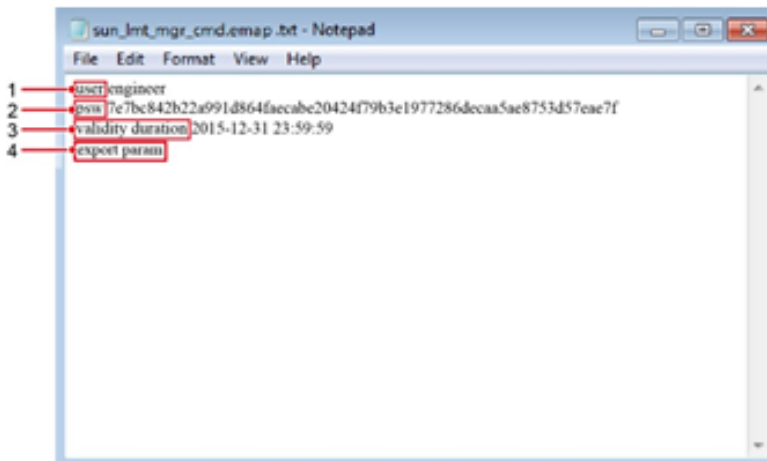 sun_lmt_mgr_cmd.emap .txt - Notepad
File Edit Format View Help
1 user engineer
2 psw 7e7bc842b22a991d864faecabe20424f79b3e1977286decaa5ae8753d57eae7f
3 validity duration 2015-12-31 23:59:59
4 export param